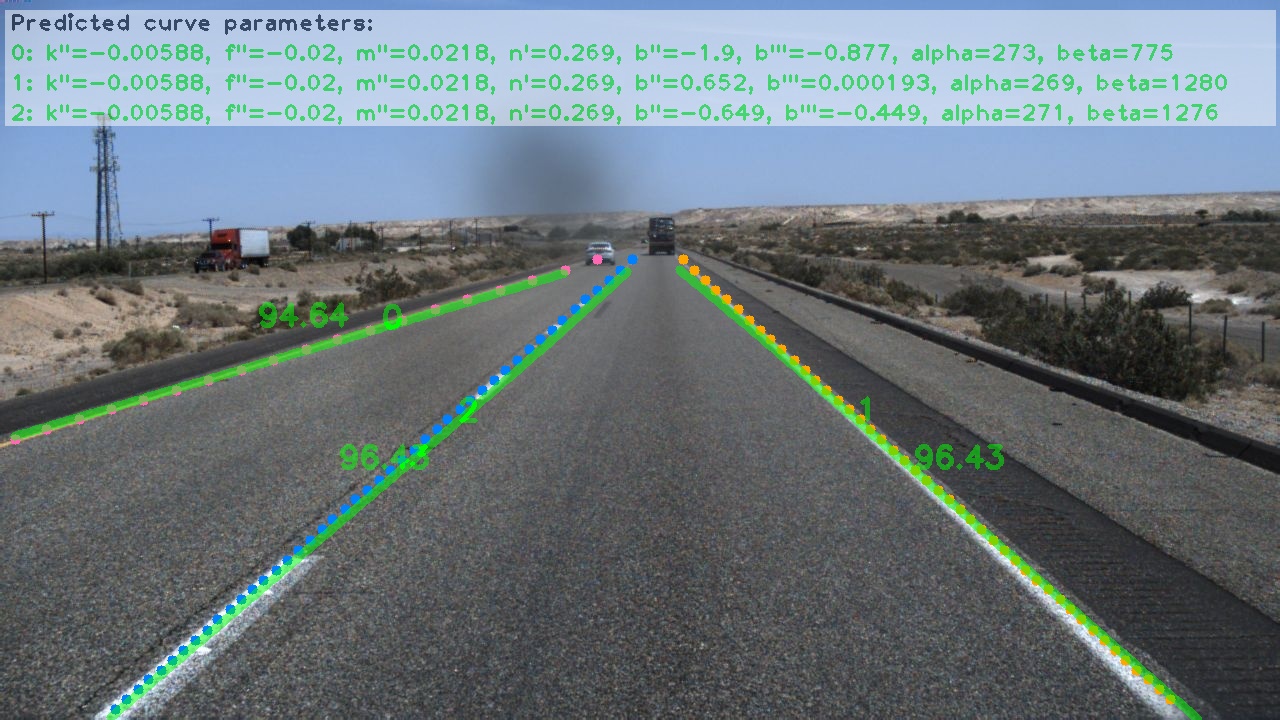 Predicted curve parameters:
0: k''=-0.00588, f''=-0.02, m''=0.0218, n'=0.269, b''=-1.9, b'''=-0.877, alpha=273, beta=775
1: k''=-0.00588, f''=-0.02, m''=0.0218, n'=0.269, b''=0.652, b'''=0.000193, alpha=269, beta=1280
2: k''=-0.00588, f''=-0.02, m''=0.0218, n'=0.269, b''=-0.649, b'''=-0.449, alpha=271, beta=1276
94.64 0
2 1
96.43 96.43